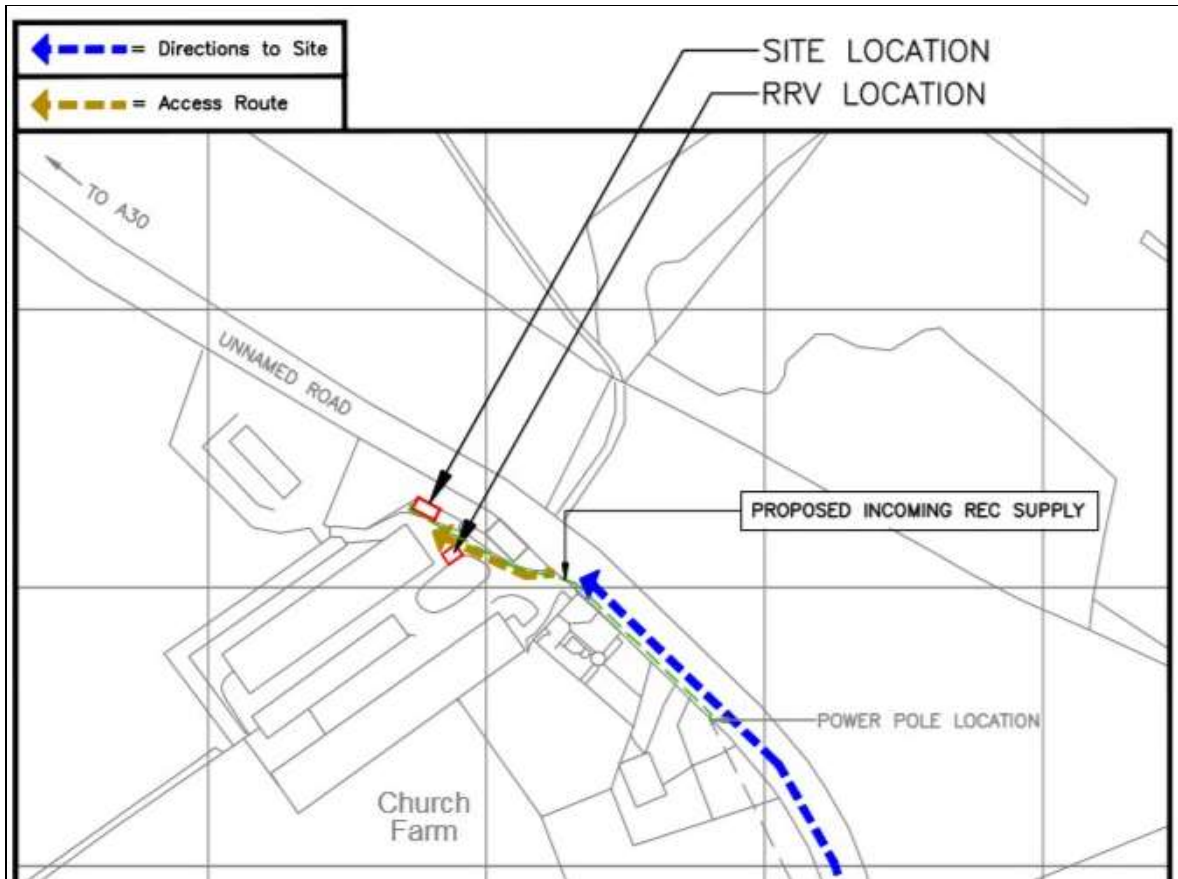 = Directions to Site
= Access Route
SITE LOCATION
RRV LOCATION
TO A30
UNNAMED ROAD
PROPOSED INCOMING REC SUPPLY
POWER POLE LOCATION
Church
Farm